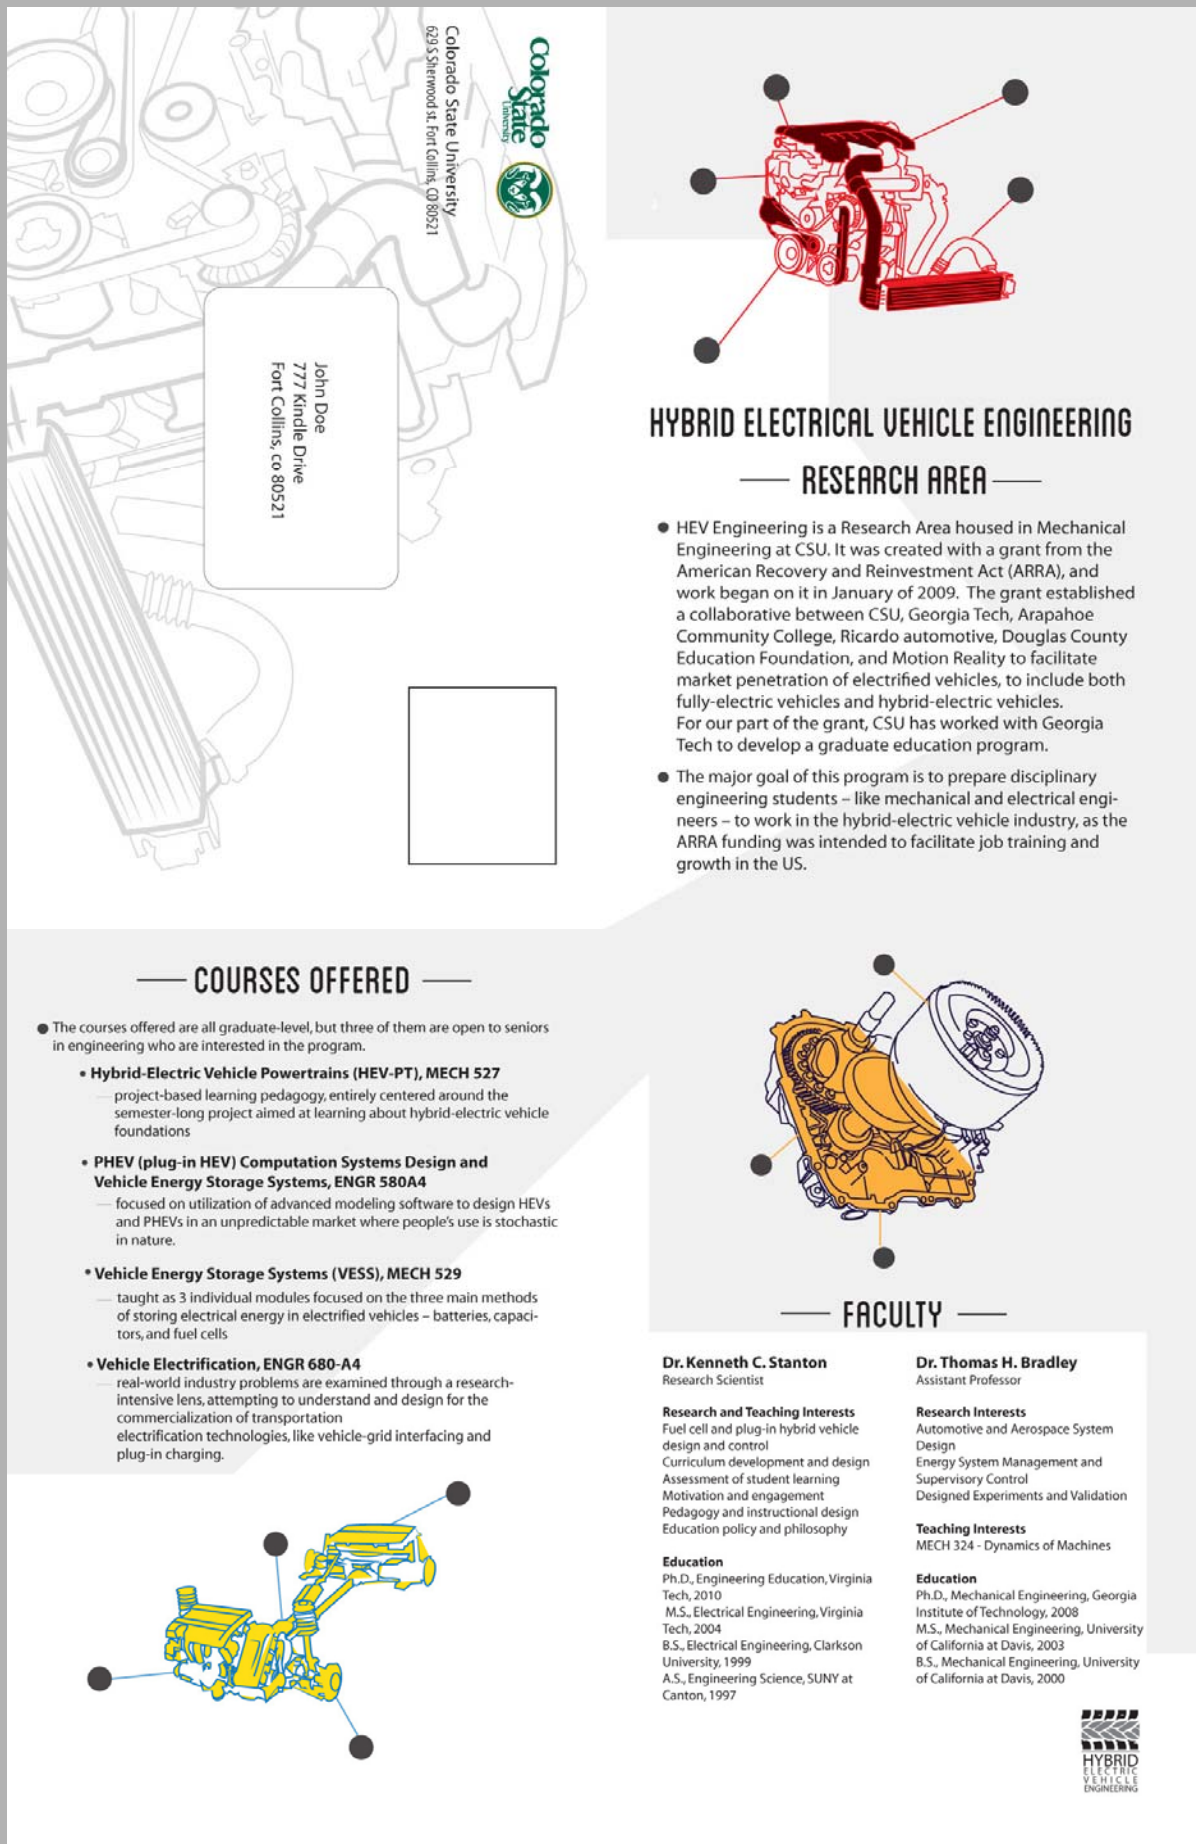 Colorado
State
University
Colorado State University
629 S Sherwood st. Fort Collins, CO 80521
John Doe
777 Kindle Drive
Fort Collins, co 80521
HYBRID ELECTRICAL VEHICLE ENGINEERING
RESEARCH AREA
● HEV Engineering is a Research Area housed in Mechanical
Engineering at CSU. It was created with a grant from the
American Recovery and Reinvestment Act (ARRA), and
work began on it in January of 2009. The grant established
a collaborative between CSU, Georgia Tech, Arapahoe
Community College, Ricardo automotive, Douglas County
Education Foundation, and Motion Reality to facilitate
market penetration of electrified vehicles, to include both
fully-electric vehicles and hybrid-electric vehicles.
For our part of the grant, CSU has worked with Georgia
Tech to develop a graduate education program.
● The major goal of this program is to prepare disciplinary
engineering students – like mechanical and electrical engi-
neers – to work in the hybrid-electric vehicle industry, as the
ARRA funding was intended to facilitate job training and
growth in the US.
COURSES OFFERED
● The courses offered are all graduate-level, but three of them are open to seniors
in engineering who are interested in the program.
• Hybrid-Electric Vehicle Powertrains (HEV-PT), MECH 527
— project-based learning pedagogy, entirely centered around the
semester-long project aimed at learning about hybrid-electric vehicle
foundations
• PHEV (plug-in HEV) Computation Systems Design and
Vehicle Energy Storage Systems, ENGR 580A4
— focused on utilization of advanced modeling software to design HEVs
and PHEVs in an unpredictable market where people's use is stochastic
in nature.
• Vehicle Energy Storage Systems (VESS), MECH 529
— taught as 3 individual modules focused on the three main methods
of storing electrical energy in electrified vehicles – batteries, capaci-
tors, and fuel cells
• Vehicle Electrification, ENGR 680-A4
— real-world industry problems are examined through a research-
intensive lens, attempting to understand and design for the
commercialization of transportation
electrification technologies, like vehicle-grid interfacing and
plug-in charging.
FACULTY
Dr. Kenneth C. Stanton
Research Scientist
Research and Teaching Interests
Fuel cell and plug-in hybrid vehicle
design and control
Curriculum development and design
Assessment of student learning
Motivation and engagement
Pedagogy and instructional design
Education policy and philosophy
Education
Ph.D., Engineering Education, Virginia
Tech, 2010
M.S., Electrical Engineering, Virginia
Tech, 2004
B.S., Electrical Engineering, Clarkson
University, 1999
A.S., Engineering Science, SUNY at
Canton, 1997
Dr. Thomas H. Bradley
Assistant Professor
Research Interests
Automotive and Aerospace System
Design
Energy System Management and
Supervisory Control
Designed Experiments and Validation
Teaching Interests
MECH 324 - Dynamics of Machines
Education
Ph.D., Mechanical Engineering, Georgia
Institute of Technology, 2008
M.S., Mechanical Engineering, University
of California at Davis, 2003
B.S., Mechanical Engineering, University
of California at Davis, 2000
HYBRID
ELECTRIC
VEHICLE
ENGINEERING